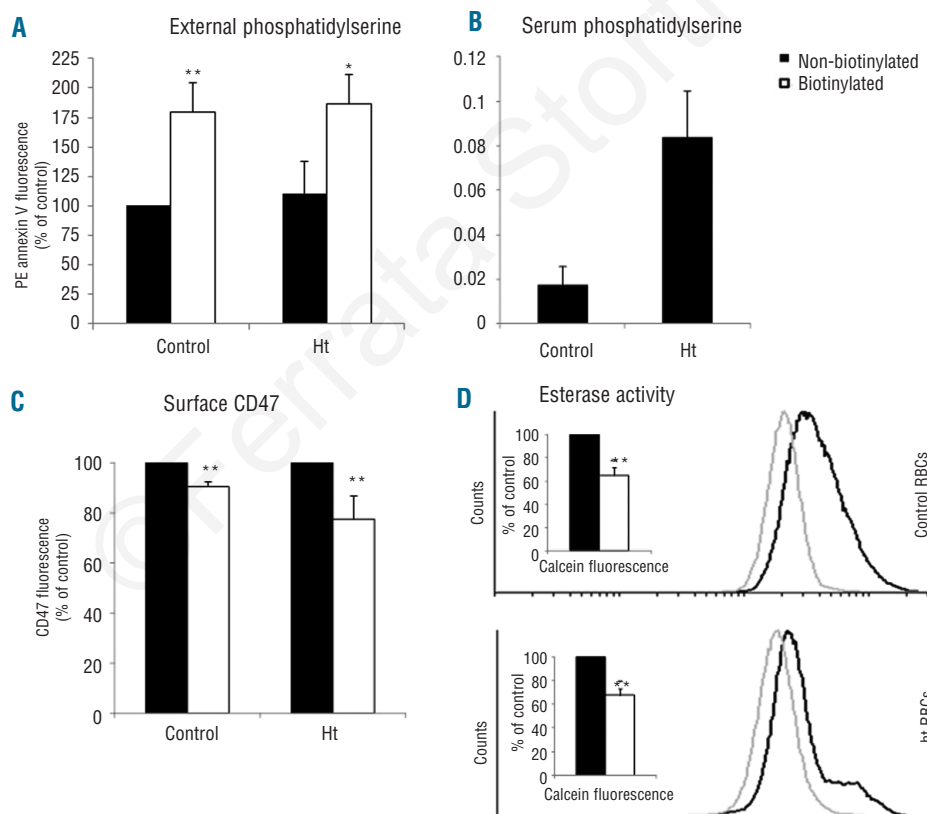 A
External phosphatidylserine
PE annexin V fluorescence
(% of control)
225
200
175
150
125
100
75
50
25
0
**
*
Control
Ht
B
Serum phosphatidylserine
0.12
0.1
0.08
0.06
0.04
0.02
0
Control
Ht
Non-biotinylated
Biotinylated
C
Surface CD47
CD47 fluorescence
(% of control)
100
80
60
40
20
0
**
**
Control
Ht
D
Esterase activity
Counts
% of control
100
80
60
40
20
0
**
Calcein fluorescence
Control RBCs
Counts
% of control
100
80
60
40
20
0
**
Calcein fluorescence
ht RBCs
©Ferrata Storti